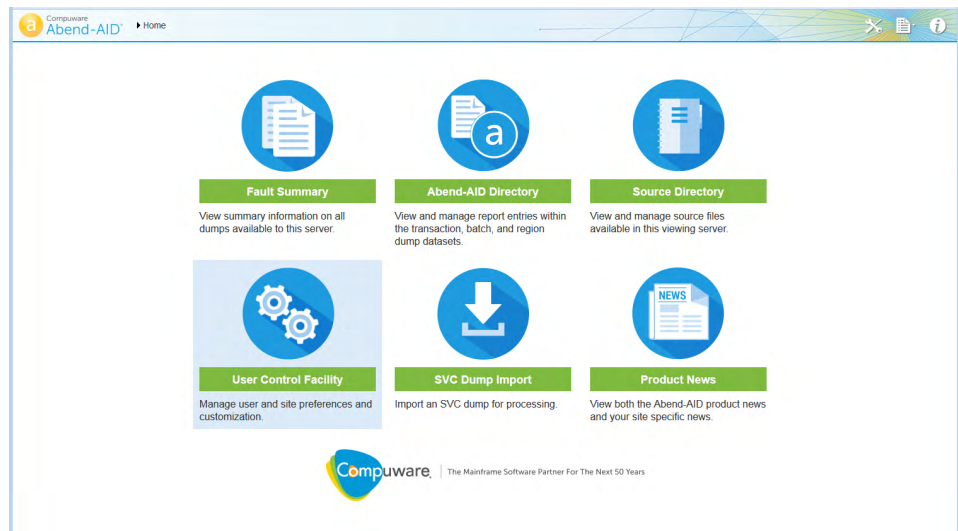 a
Compuware
Abend-AID
Home
i
a
Fault Summary
Abend-AID Directory
Source Directory
View summary information on all
dumps available to this server.
View and manage report entries within
the transaction, batch, and region
dump datasets.
View and manage source files
available in this viewing server.
NEWS
User Control Facility
SVC Dump Import
Product News
Manage user and site preferences and
customization.
Import an SVC dump for processing.
View both the Abend-AID product news
and your site specific news.
Compuware
The Mainframe Software Partner For The Next 50 Years